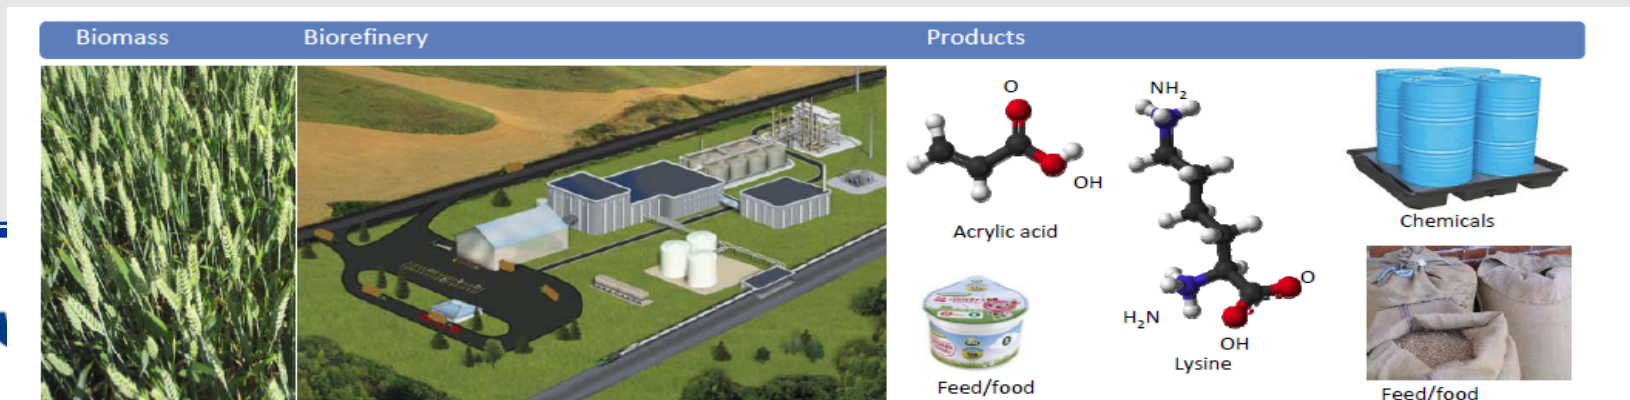 Biomass
Biorefinery
Products
O
OH
Acrylic acid
NH₂
H₂N
O
OH
Lysine
Chemicals
Feed/food
Feed/food